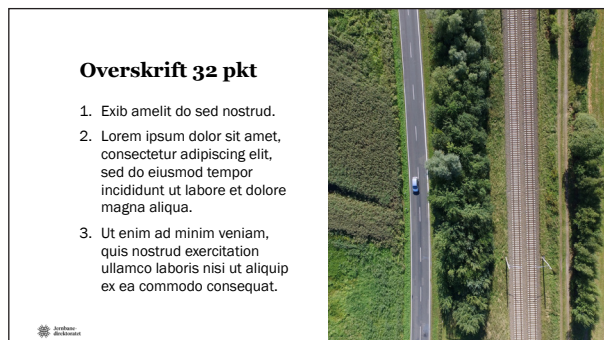 Overskrift 32 pkt
1. Exib amelit do sed nostrud.
2. Lorem ipsum dolor sit amet,
consectetur adipiscing elit,
sed do eiusmod tempor
incididunt ut labore et dolore
magna aliqua.
3. Ut enim ad minim veniam,
quis nostrud exercitation
ullamco laboris nisi ut aliquip
ex ea commodo consequat.
Jernbane-
direktoratet